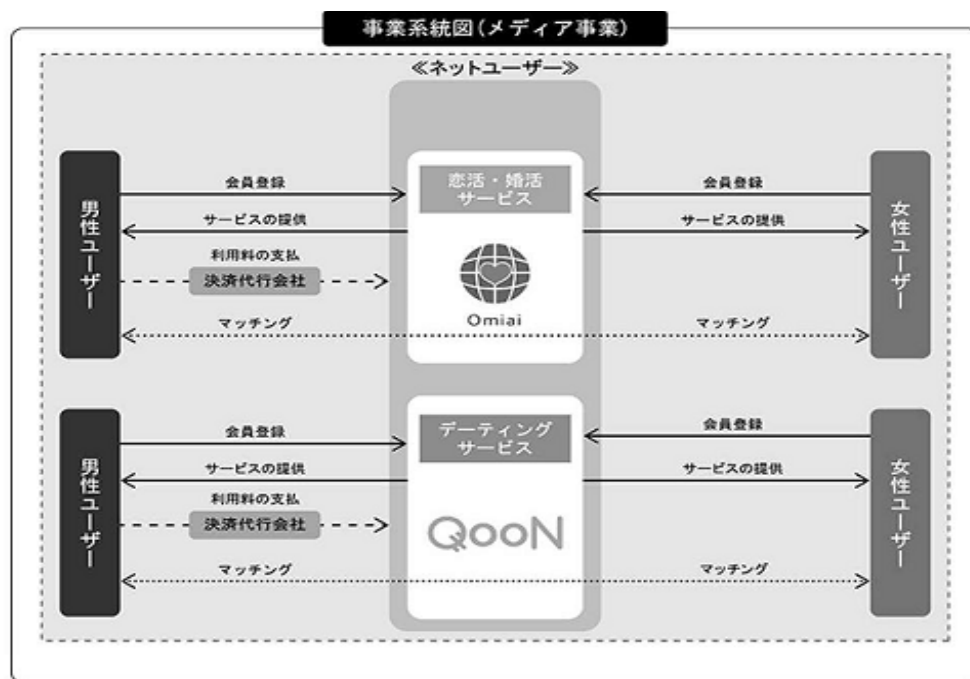 事業系統図(メディア事業)
≪ネットユーザー≫
男性ユーザー
会員登録
サービスの提供
利用料の支払
決済代行会社
マッチング
恋活・婚活
サービス
Omiai
会員登録
サービスの提供
マッチング
女性ユーザー
男性ユーザー
会員登録
サービスの提供
利用料の支払
決済代行会社
マッチング
デーティング
サービス
QooN
会員登録
サービスの提供
マッチング
女性ユーザー